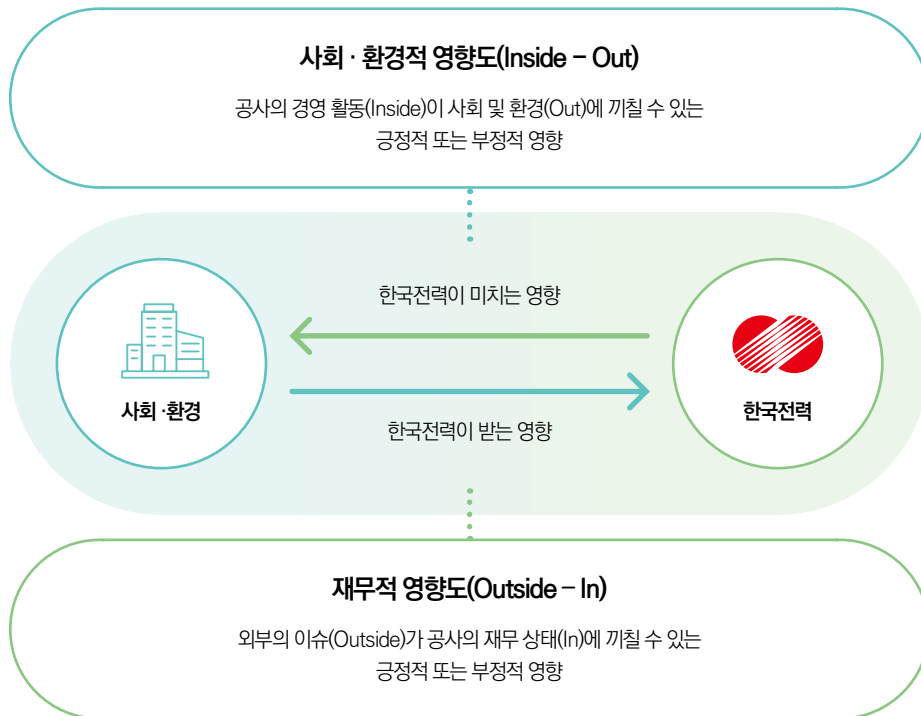 사회 · 환경적 영향도(Inside – Out)
공사의 경영 활동(Inside)이 사회 및 환경(Out)에 끼칠 수 있는
긍정적 또는 부정적 영향
한국전력이 미치는 영향
사회 ·환경
한국전력
한국전력이 받는 영향
재무적 영향도(Outside – In)
외부의 이슈(Outside)가 공사의 재무 상태(In)에 끼칠 수 있는
긍정적 또는 부정적 영향